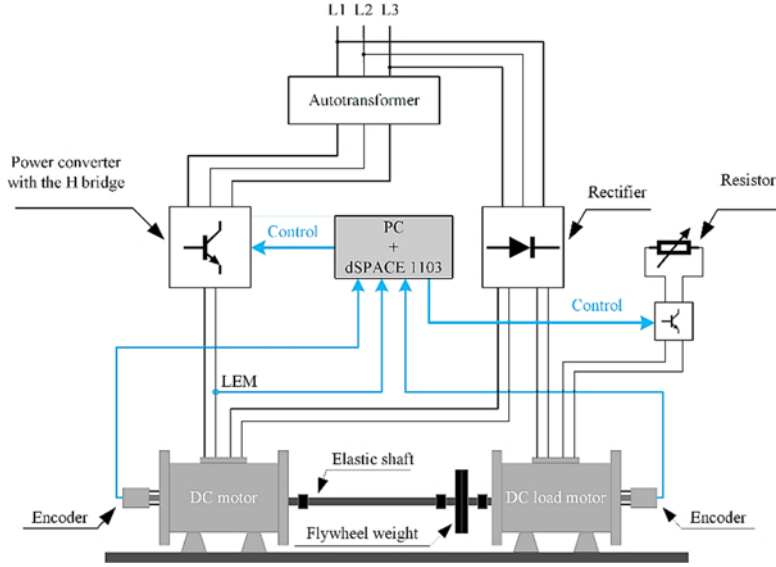 L1 L2 L3
Autotransformer
Power converter
with the H bridge
Rectifier
Resistor
Control
PC
+
dSPACE 1103
Control
LEM
Elastic shaft
DC motor
DC load motor
Encoder
Flywheel weight
Encoder